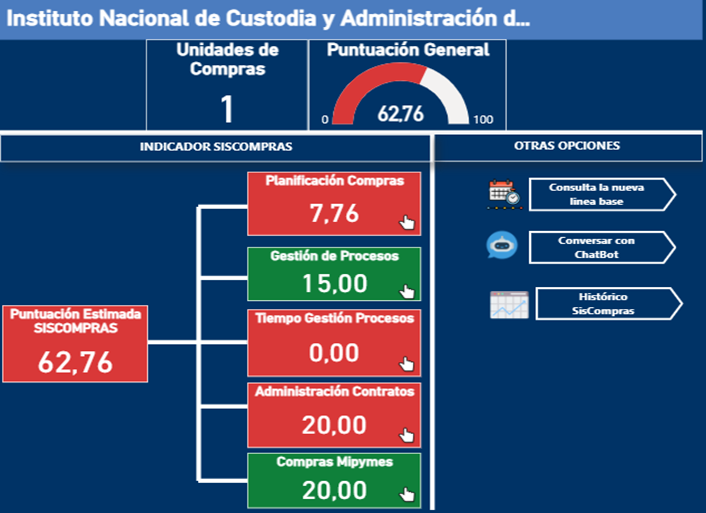 Instituto Nacional de Custodia y Administración d...
Unidades de
Compras
1
Puntuación General
0
62,76
100
INDICADOR SISCOMPRAS
OTRAS OPCIONES
Puntuación Estimada
SISCOMPRAS
62,76
Planificación Compras
7,76
Gestión de Procesos
15,00
Tiempo Gestión Procesos
0,00
Administración Contratos
20,00
Compras Mipymes
20,00
Consulta la nueva
linea base
Conversar con
ChatBot
Histórico
SisCompras